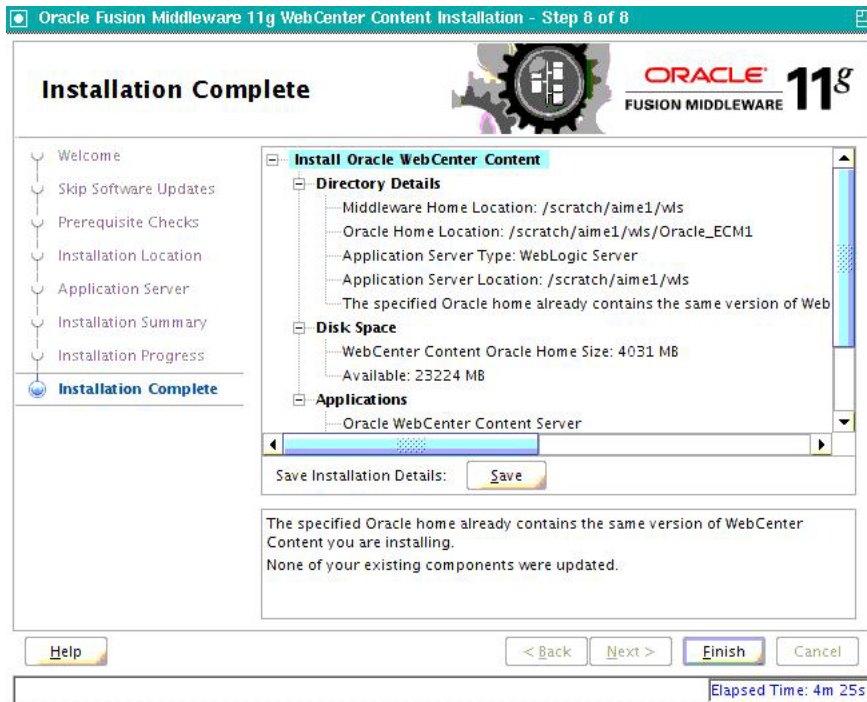 Oracle Fusion Middleware 11g WebCenter Content Installation - Step 8 of 8
Installation Complete
ORACLE
FUSION MIDDLEWARE 11g
Welcome
Skip Software Updates
Prerequisite Checks
Installation Location
Application Server
Installation Summary
Installation Progress
Installation Complete
Install Oracle WebCenter Content
Directory Details
Middleware Home Location: /scratch/aime1/wls
Oracle Home Location: /scratch/aime1/wls/Oracle_ECM1
Application Server Type: WebLogic Server
Application Server Location: /scratch/aime1/wls
The specified Oracle home already contains the same version of Web
Disk Space
WebCenter Content Oracle Home Size: 4031 MB
Available: 23224 MB
Applications
Oracle WebCenter Content Server
Save Installation Details: Save
The specified Oracle home already contains the same version of WebCenter
Content you are installing.
None of your existing components were updated.
Help < Back Next > Finish Cancel
Elapsed Time: 4m 25s